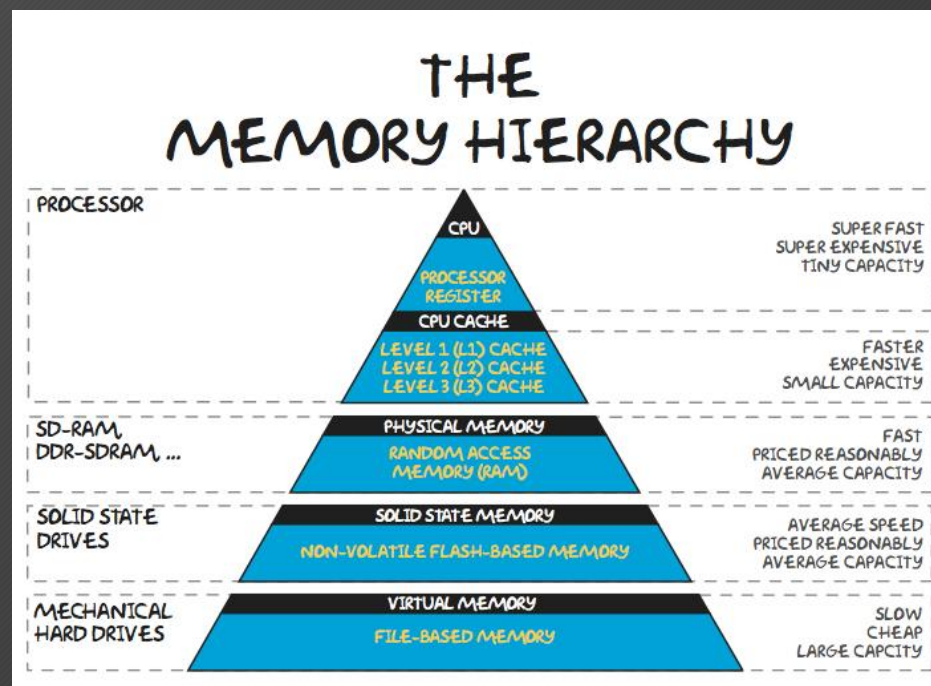 THE
MEMORY HIERARCHY
PROCESSOR
CPU
PROCESSOR
REGISTER
SUPER FAST
SUPER EXPENSIVE
TINY CAPACITY
CPU CACHE
LEVEL 1 (L1) CACHE
LEVEL 2 (L2) CACHE
LEVEL 3 (L3) CACHE
FASTER
EXPENSIVE
SMALL CAPACITY
SD-RAM,
DDR-SDRAM, ...
PHYSICAL MEMORY
RANDOM ACCESS
MEMORY (RAM)
FAST
PRICED REASONABLY
AVERAGE CAPACITY
SOLID STATE
DRIVES
SOLID STATE MEMORY
NON-VOLATILE FLASH-BASED MEMORY
AVERAGE SPEED
PRICED REASONABLY
AVERAGE CAPACITY
MECHANICAL
HARD DRIVES
VIRTUAL MEMORY
FILE-BASED MEMORY
SLOW
CHEAP
LARGE CAPCITY